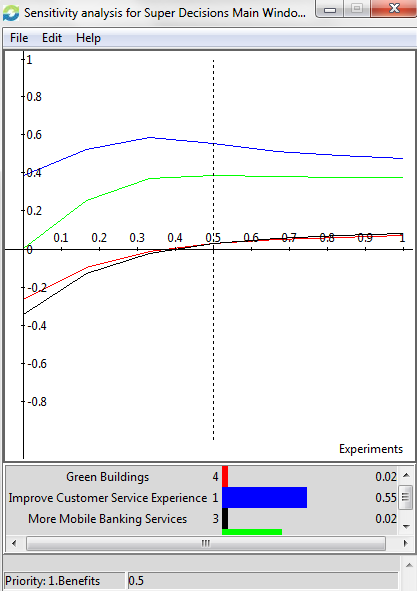 Sensitivity analysis for Super Decisions Main Windo...
File Edit Help
1
0.8
0.6
0.4
0.2
0 0.1 0.2 0.3 0.4 0.5 0.6 0.7 0.8 0.9 1
-0.2
-0.4
-0.6
-0.8
Experiments
Green Buildings 4 0.02
Improve Customer Service Experience 1 0.55
More Mobile Banking Services 3 0.02
Priority: 1.Benefits 0.5